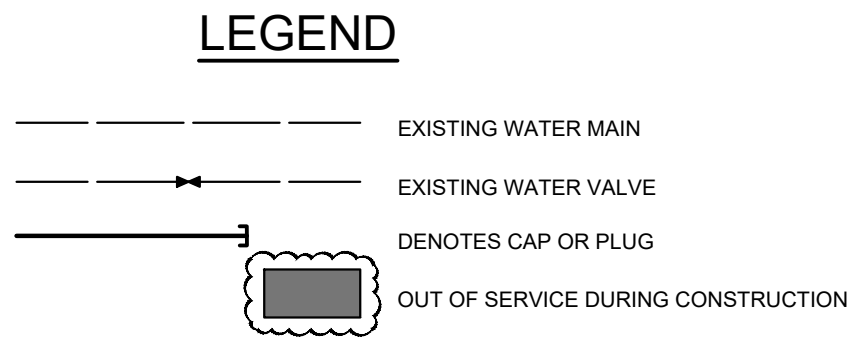 LEGEND
EXISTING WATER MAIN
EXISTING WATER VALVE
DENOTES CAP OR PLUG
OUT OF SERVICE DURING CONSTRUCTION